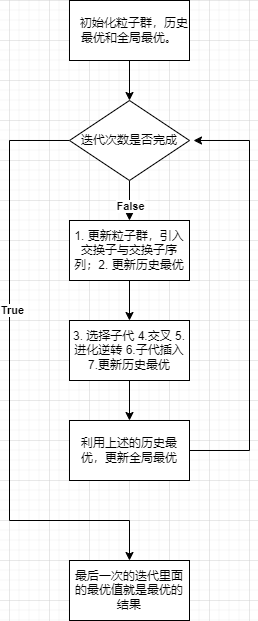 初始化粒子群，历史
最优和全局最优。
迭代次数是否完成
False
1. 更新粒子群，引入
交换子与交换子序
列；2. 更新历史最优
True
3. 选择子代 4.交叉 5.
进化逆转 6.子代插入
7.更新历史最优
利用上述的历史最
优，更新全局最优
最后一次的迭代里面
的最优值就是最优的
结果